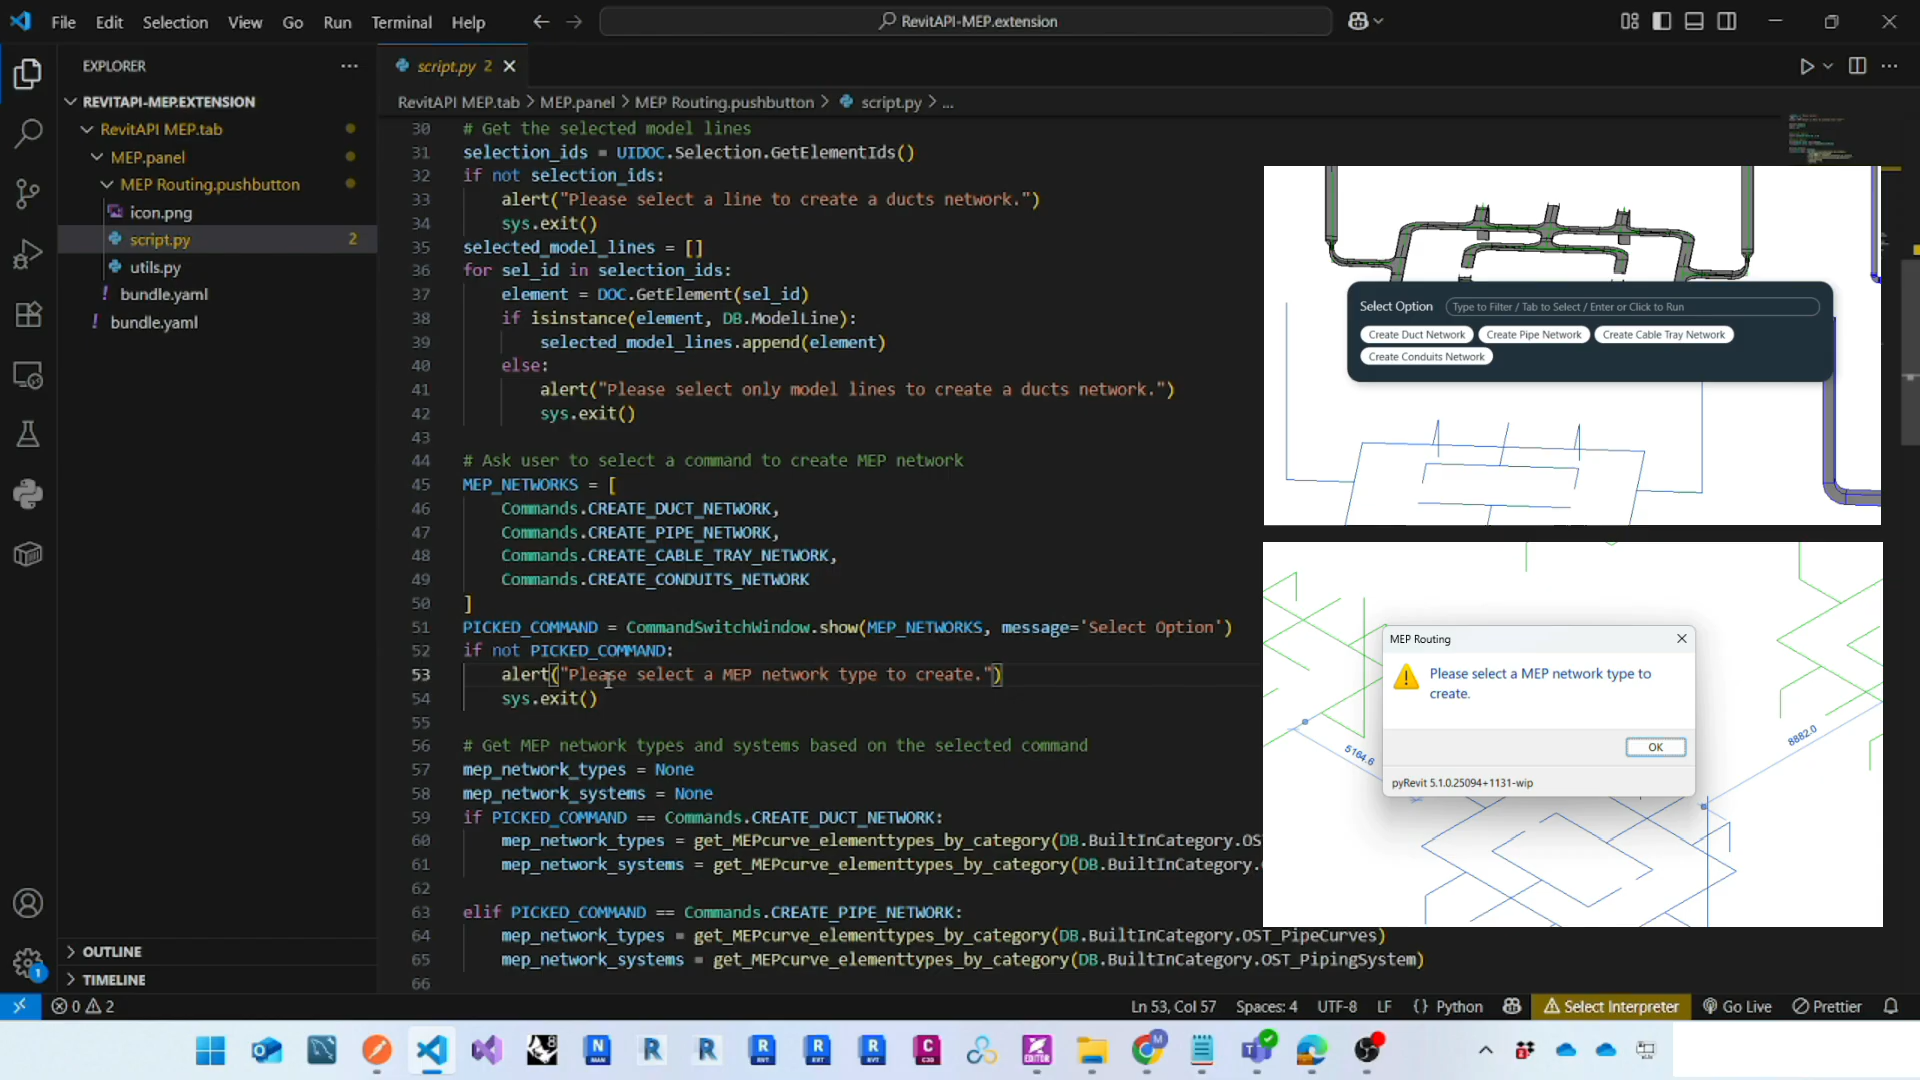 File Edit Selection View Go Run Terminal Help
RevitAPI-MEP.extension
EXPLORER
REVITAPI-MEP.EXTENSION
RevitAPI MEP.tab
MEP.panel
MEP Routing.pushbutton
icon.png
script.py 2
utils.py
bundle.yaml
bundle.yaml
OUTLINE
TIMELINE
script.py 2
RevitAPI MEP.tab > MEP.panel > MEP Routing.pushbutton > script.py > ...
30 # Get the selected model lines
31 selection_ids = UIDOC.Selection.GetElementIds()
32 if not selection_ids:
33 alert("Please select a line to create a ducts network.")
34 sys.exit()
35 selected_model_lines = []
36 for sel_id in selection_ids:
37 element = DOC.GetElement(sel_id)
38 if isinstance(element, DB.ModelLine):
39 selected_model_lines.append(element)
40 else:
41 alert("Please select only model lines to create a ducts network.")
42 sys.exit()
43
44 # Ask user to select a command to create MEP network
45 MEP_NETWORKS = [
46 Commands.CREATE_DUCT_NETWORK,
47 Commands.CREATE_PIPE_NETWORK,
48 Commands.CREATE_CABLE_TRAY_NETWORK,
49 Commands.CREATE_CONDUITS_NETWORK
50 ]
51 PICKED_COMMAND = CommandSwitchWindow.show(MEP_NETWORKS, message='Select Option')
52 if not PICKED_COMMAND:
53 alert("Please select a MEP network type to create.")
54 sys.exit()
55
56 # Get MEP network types and systems based on the selected command
57 mep_network_types = None
58 mep_network_systems = None
59 if PICKED_COMMAND == Commands.CREATE_DUCT_NETWORK:
60 mep_network_types = get_MEPcurve_elementtypes_by_category(DB.BuiltInCategory.OS
61 mep_network_systems = get_MEPcurve_elementtypes_by_category(DB.BuiltInCategory.
62
63 elif PICKED_COMMAND == Commands.CREATE_PIPE_NETWORK:
64 mep_network_types = get_MEPcurve_elementtypes_by_category(DB.BuiltInCategory.OST_PipeCurves)
65 mep_network_systems = get_MEPcurve_elementtypes_by_category(DB.BuiltInCategory.OST_PipingSystem)
66
Select Option Type to Filter / Tab to Select / Enter or Click to Run
Create Duct Network Create Pipe Network Create Cable Tray Network
Create Conduits Network
MEP Routing
Please select a MEP network type to
create.
OK
pyRevit 5.1.0.25094+1131-wip
5164.6
8882.0
0 2 Ln 53, Col 57 Spaces: 4 UTF-8 LF {} Python Select Interpreter Go Live Prettier